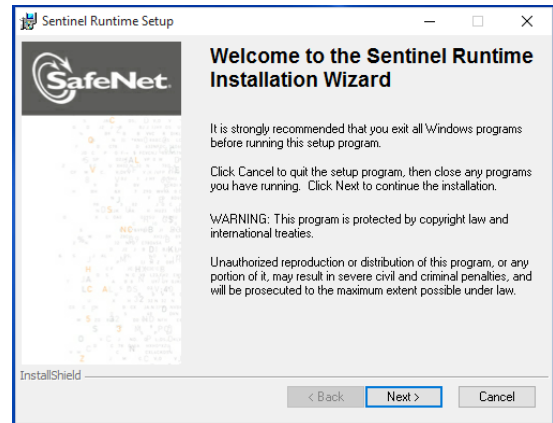 Sentinel Runtime Setup
SafeNet.
Welcome to the Sentinel Runtime
Installation Wizard
It is strongly recommended that you exit all Windows programs
before running this setup program.
Click Cancel to quit the setup program, then close any programs
you have running. Click Next to continue the installation.
WARNING: This program is protected by copyright law and
international treaties.
Unauthorized reproduction or distribution of this program, or any
portion of it, may result in severe civil and criminal penalties, and
will be prosecuted to the maximum extent possible under law.
InstallShield
< Back
Next >
Cancel